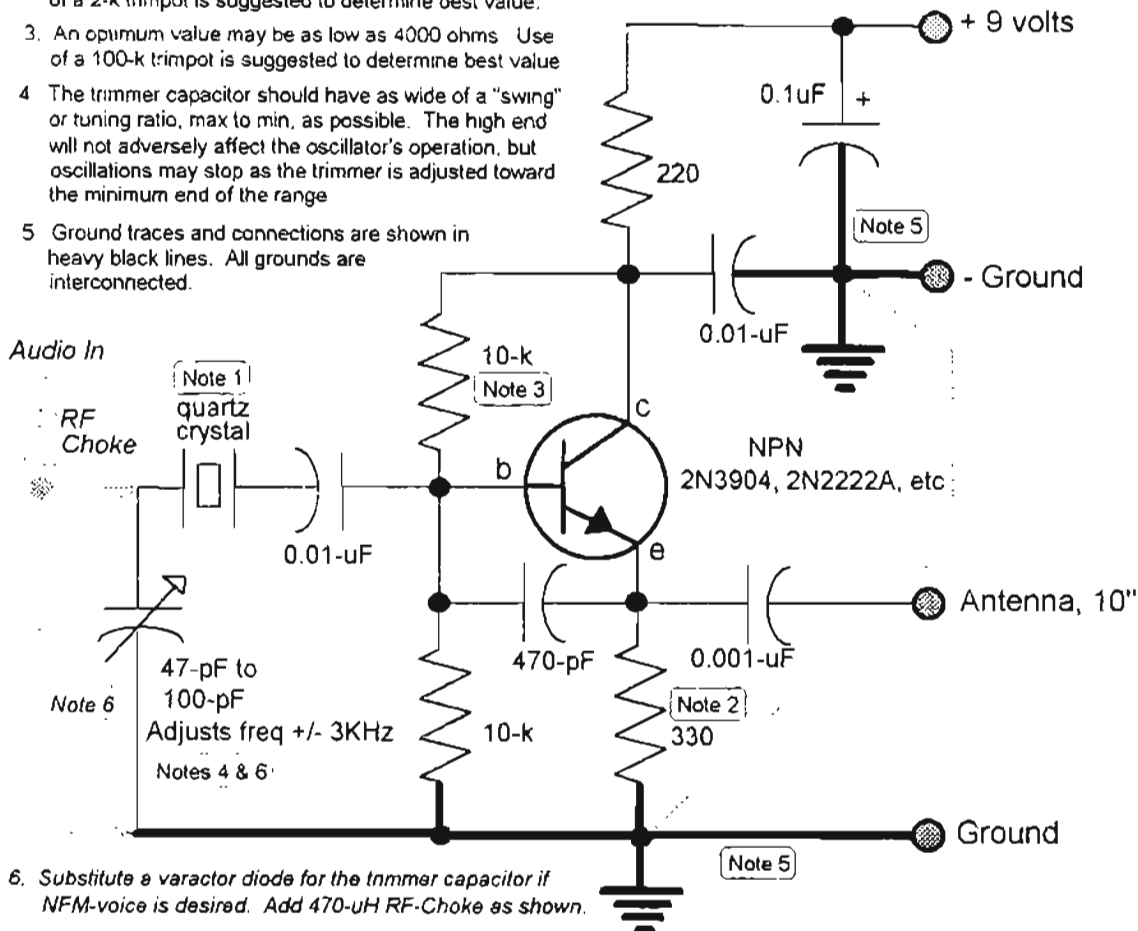 of a 2-k trimpot is suggested to determine best value.
3. An optimum value may be as low as 4000 ohms Use
of a 100-k trimpot is suggested to determine best value
4 The trimmer capacitor should have as wide of a "swing"
or tuning ratio, max to min, as possible. The high end
will not adversely affect the oscillator's operation, but
oscillations may stop as the trimmer is adjusted toward
the minimum end of the range
5 Ground traces and connections are shown in
heavy black lines. All grounds are
interconnected.
+ 9 volts
0.1uF +
220
Note 5
- Ground
0.01-uF
Audio In
Note 1
quartz
crystal
RF
Choke
10-k
Note 3
c
b
e
NPN
2N3904, 2N2222A, etc
0.01-uF
Antenna, 10"
470-pF
0.001-uF
47-pF to
100-pF
Note 6
Adjusts freq +/- 3KHz
Notes 4 & 6
10-k
Note 2
330
Ground
Note 5
6. Substitute a varactor diode for the trimmer capacitor if
NFM-voice is desired. Add 470-uH RF-Choke as shown.